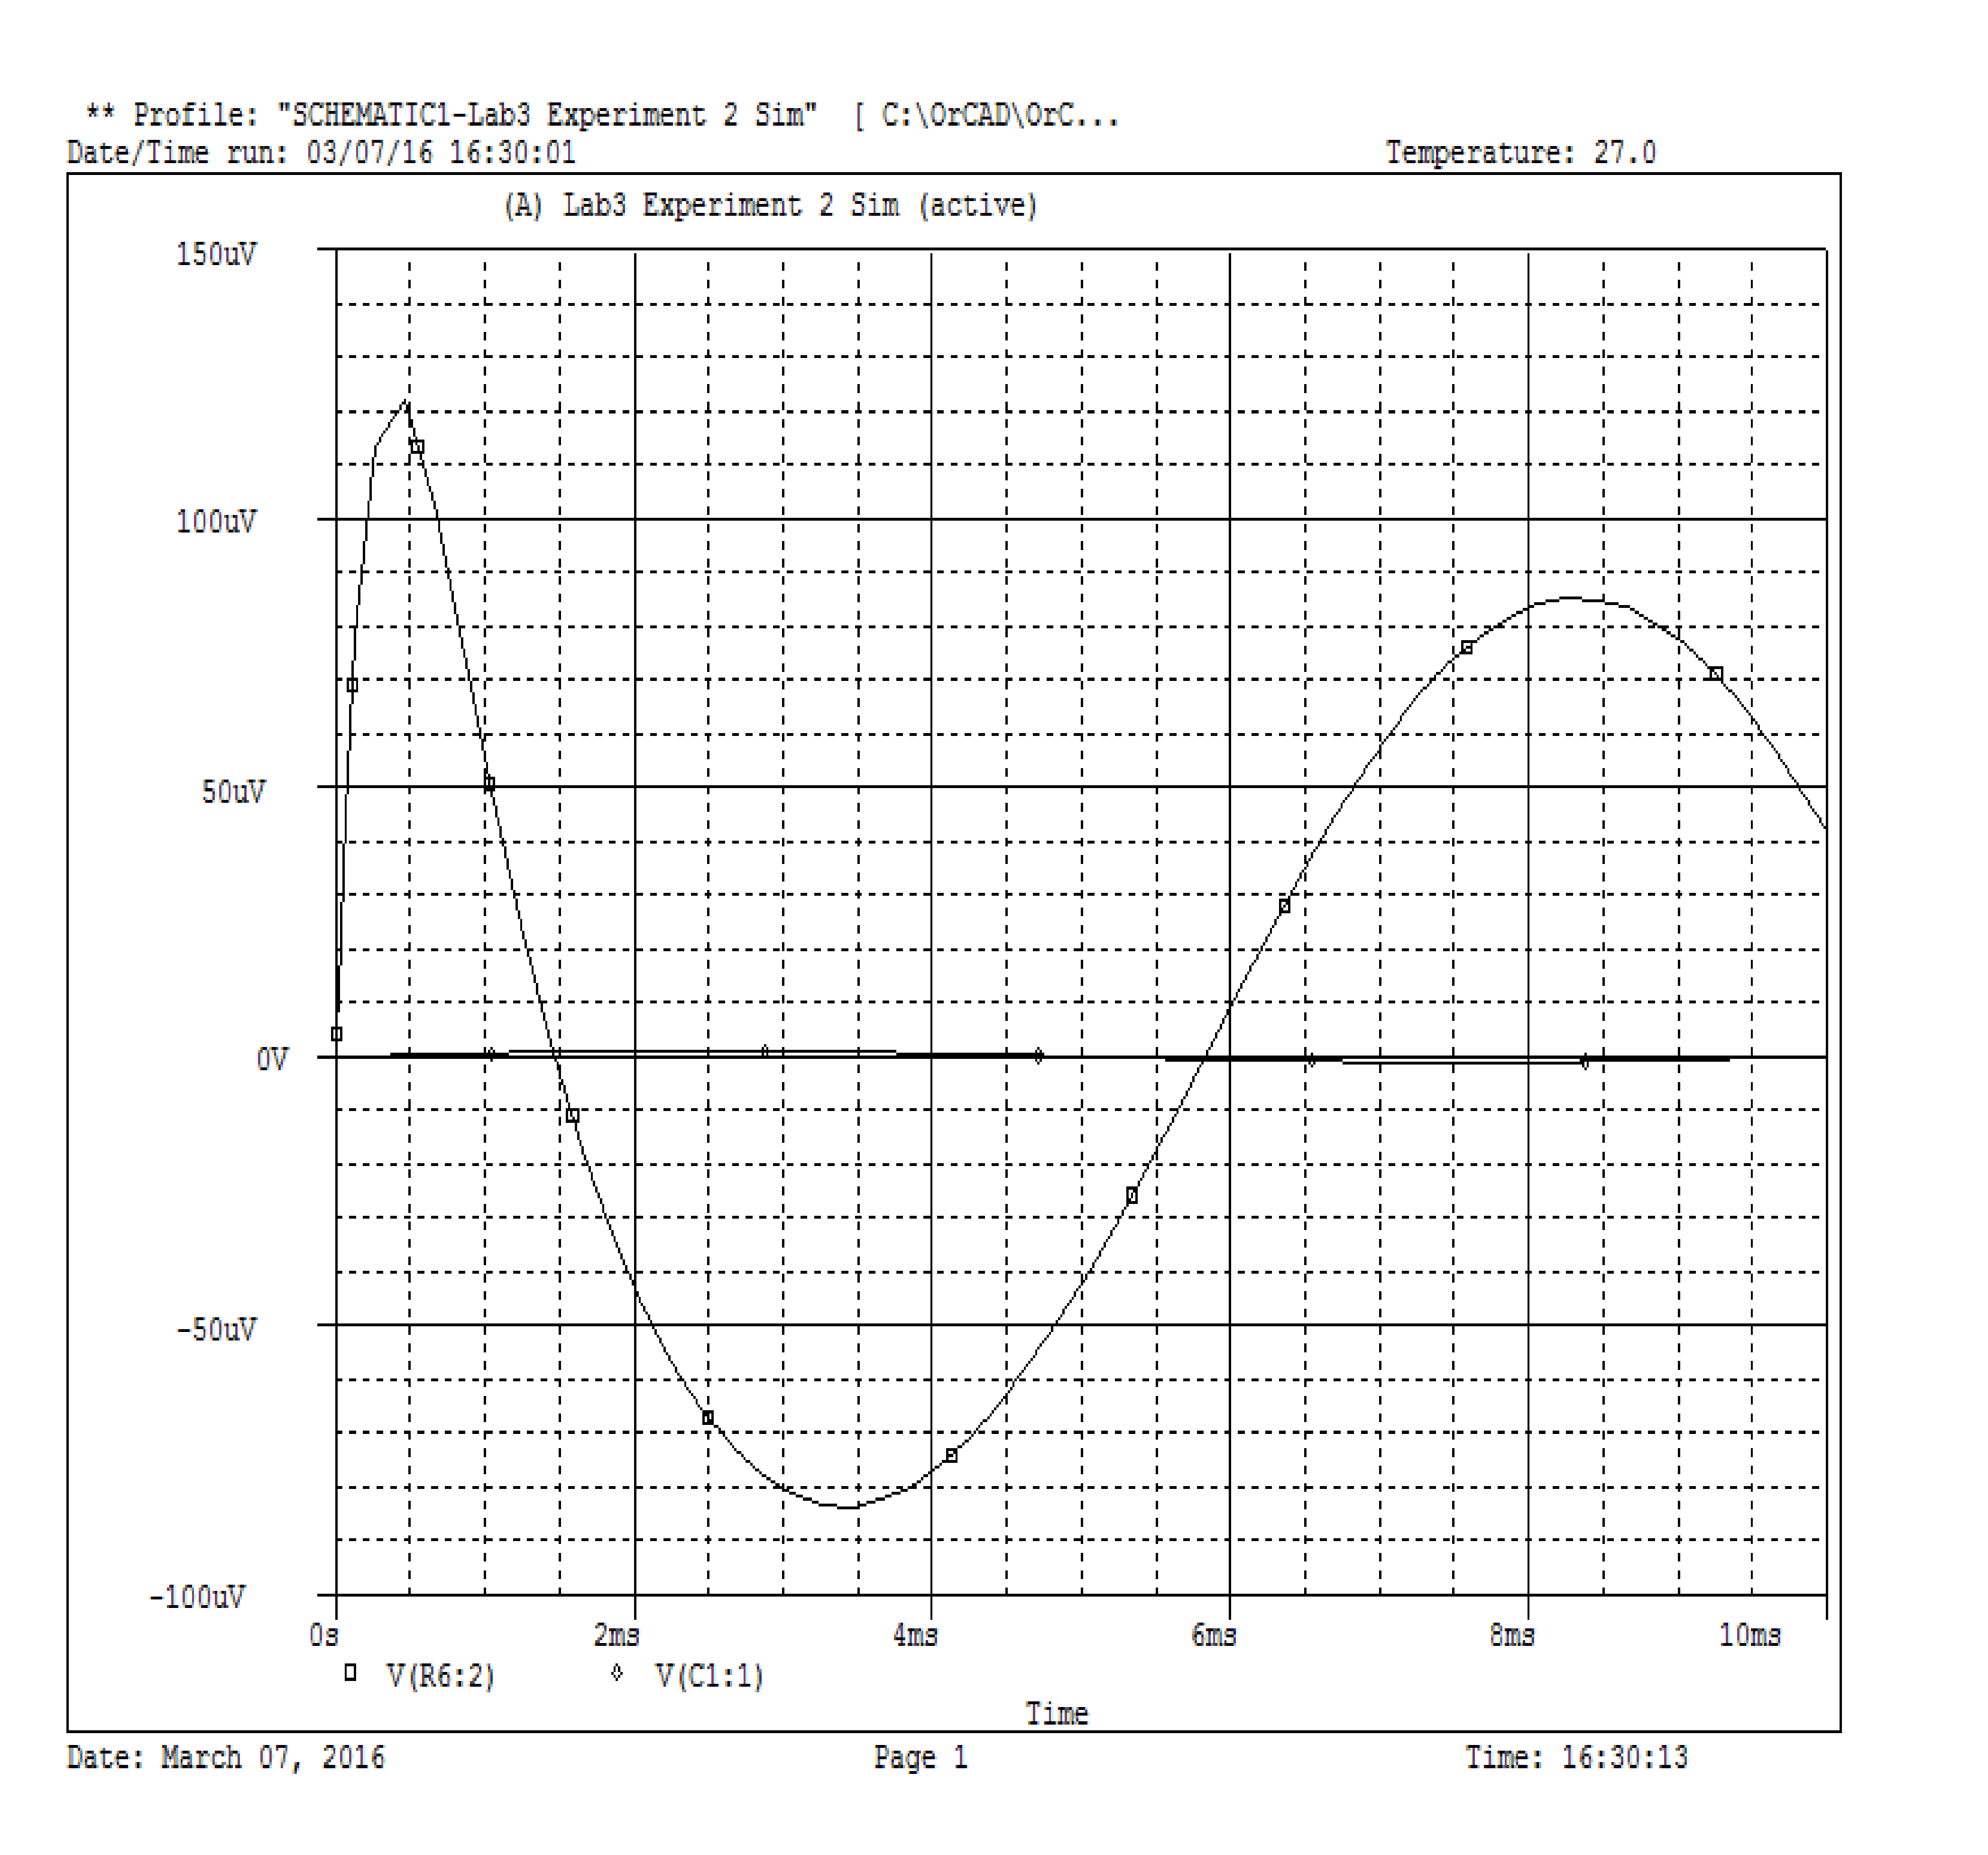 ** Profile: "SCHEMATIC1-Lab3 Experiment 2 Sim"  [ C:\OrCAD\OrC...
Date/Time run: 03/07/16 16:30:01 Temperature: 27.0
(A) Lab3 Experiment 2 Sim (active)
150uV
100uV
50uV
0V
-50uV
-100uV
0s 2ms 4ms 6ms 8ms 10ms
V(R6:2) V(C1:1)
Time
Date: March 07, 2016 Page 1 Time: 16:30:13